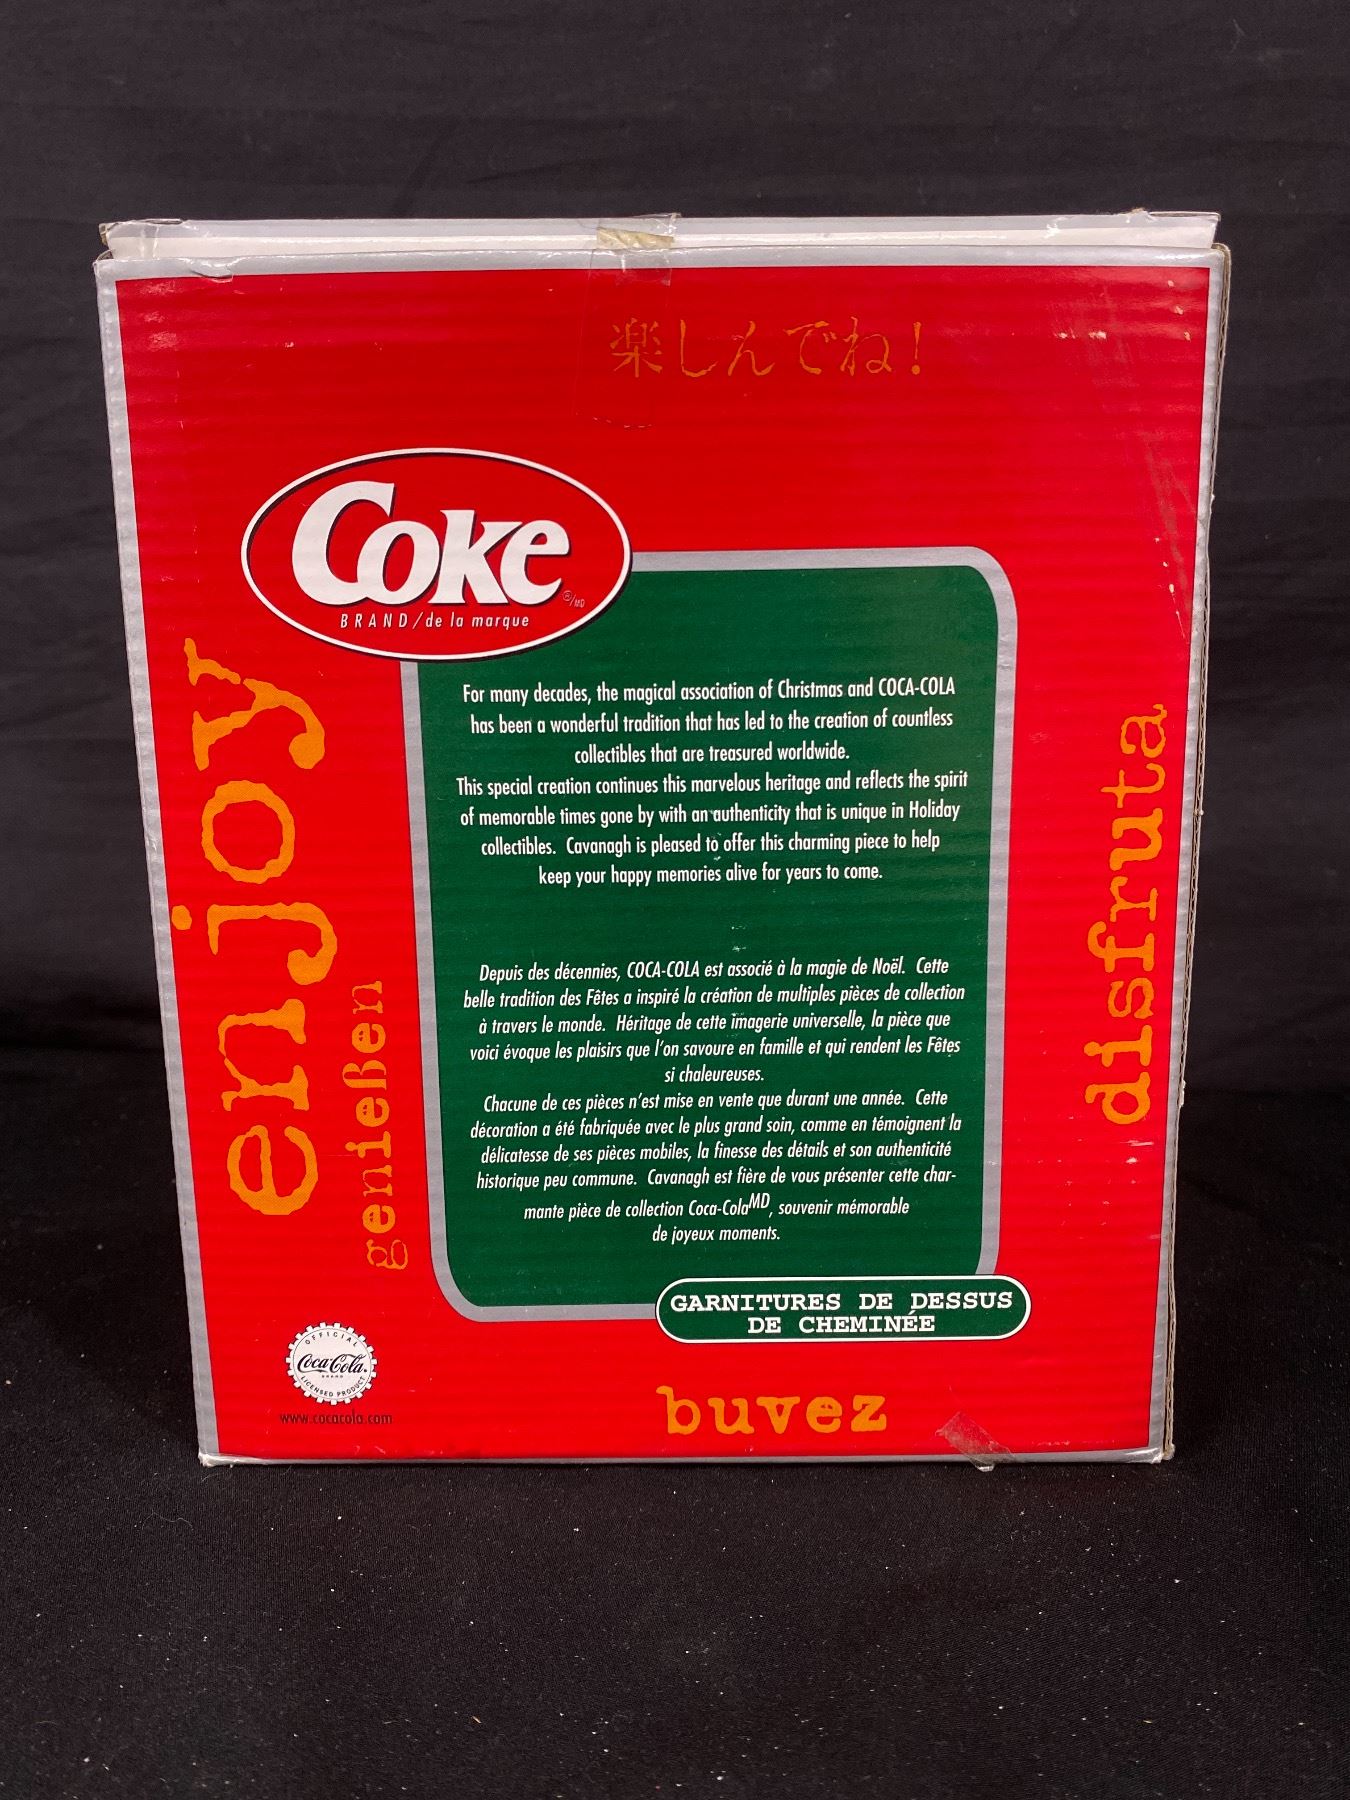 楽しんでね!
Coke ®/MD
BRAND/de la marque
enjoy
genießen
disfruta
For many decades, the magical association of Christmas and COCA-COLA
has been a wonderful tradition that has led to the creation of countless
collectibles that are treasured worldwide.
This special creation continues this marvelous heritage and reflects the spirit
of memorable times gone by with an authenticity that is unique in Holiday
collectibles. Cavanagh is pleased to offer this charming piece to help
keep your happy memories alive for years to come.
Depuis des décennies, COCA-COLA est associé à la magie de Noël. Cette
belle tradition des Fêtes a inspiré la création de multiples pièces de collection
à travers le monde. Héritage de cette imagerie universelle, la pièce que
voici évoque les plaisirs que l'on savoure en famille et qui rendent les Fêtes
si chaleureuses.
Chacune de ces pièces n'est mise en vente que durant une année. Cette
décoration a été fabriquée avec le plus grand soin, comme en témoignent la
délicatesse de ses pièces mobiles, la finesse des détails et son authenticité
historique peu commune. Cavanagh est fière de vous présenter cette char-
mante pièce de collection Coca-ColaMD, souvenir mémorable
de joyeux moments.
GARNITURES DE DESSUS
DE CHEMINÉE
OFFICIAL
Coca-Cola
BRAND
LICENSED PRODUCT
www.cocacola.com
buvez